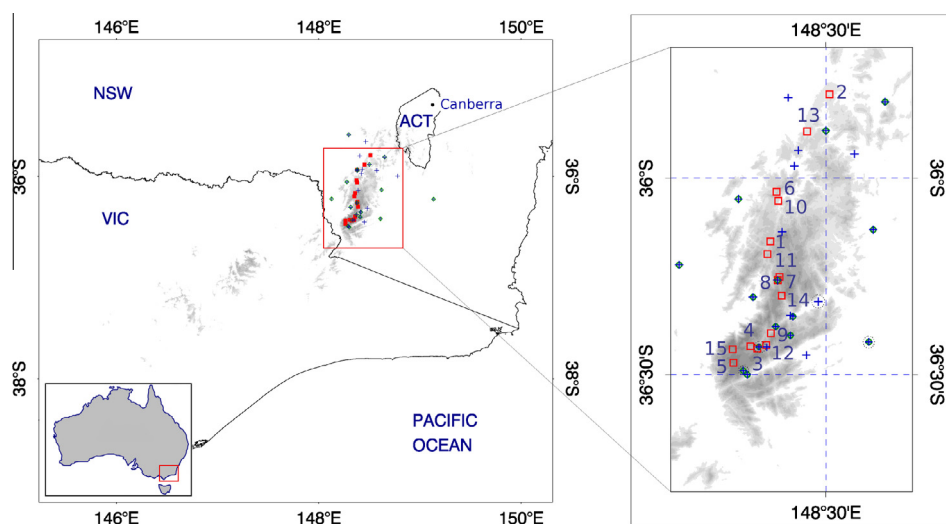 146°E 148°E 150°E
148°30'E
NSW
Canberra
ACT
2
13
36°S
36°S
36°S
36°S
VIC
6
10
1
11
8 7
14
4 9
15
12
5 3
38°S
38°S
36°30'S
36°30'S
PACIFIC
OCEAN
146°E 148°E 150°E
148°30'E